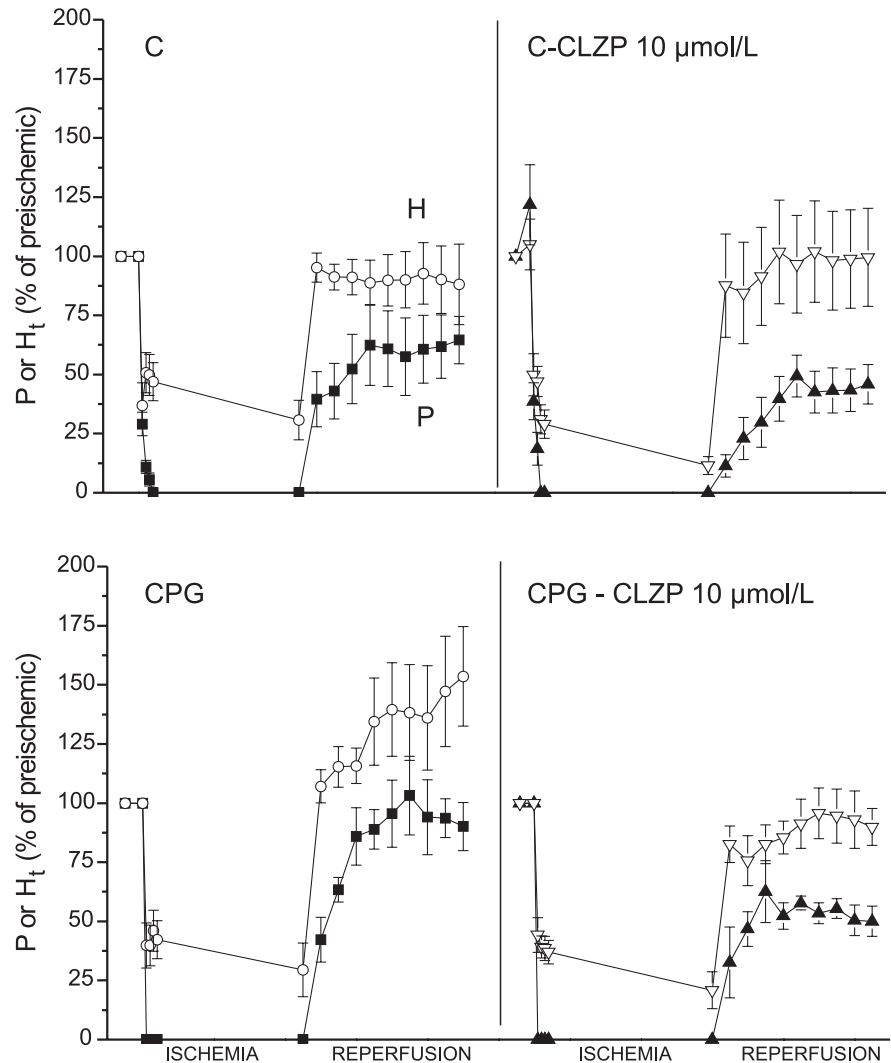 C
C-CLZP 10 µmol/L
P or Ht (% of preischemic)
200
175
150
125
100
75
50
25
0
H
P
CPG
CPG - CLZP 10 µmol/L
P or Ht (% of preischemic)
200
175
150
125
100
75
50
25
0
ISCHEMIA REPERFUSION ISCHEMIA REPERFUSION